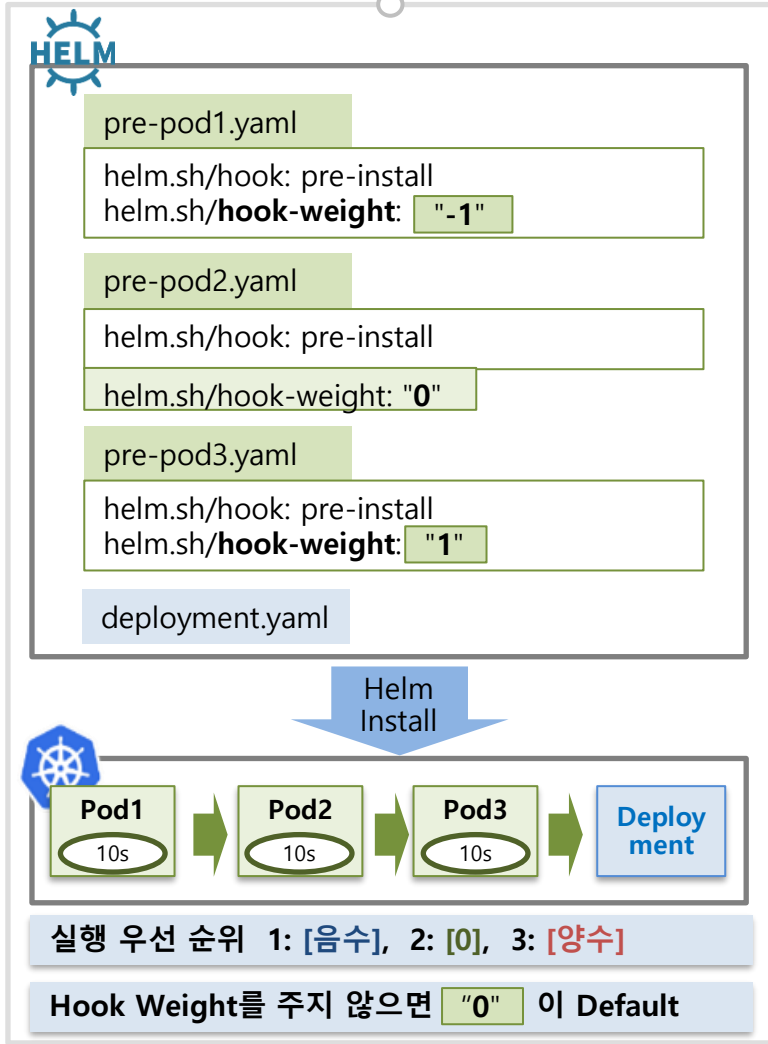 HELM
pre-pod1.yaml
helm.sh/hook: pre-install
helm.sh/hook-weight: "-1"
pre-pod2.yaml
helm.sh/hook: pre-install
helm.sh/hook-weight: "0"
pre-pod3.yaml
helm.sh/hook: pre-install
helm.sh/hook-weight: "1"
deployment.yaml
Helm
Install
Pod1
10s
Pod2
10s
Pod3
10s
Deploy
ment
실행 우선 순위 1: [음수], 2: [0], 3: [양수]
Hook Weight를 주지 않으면 “0" 이 Default